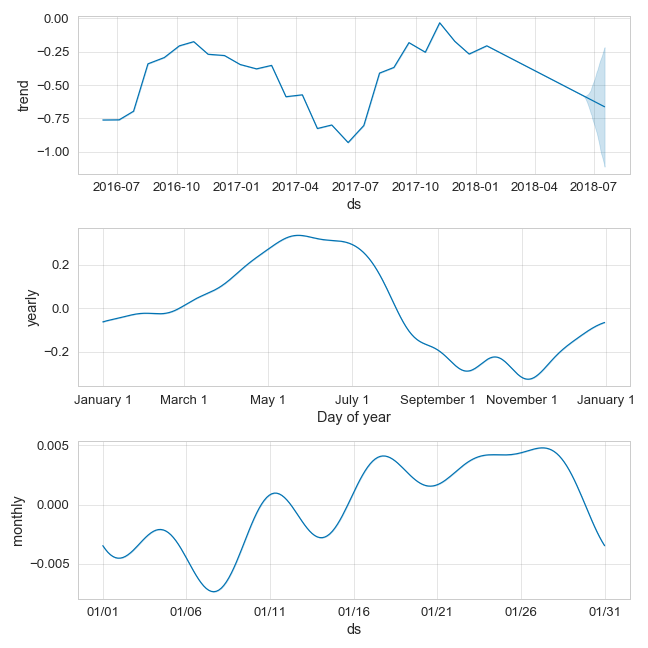 0.00
−0.25
−0.50
−0.75
−1.00
trend
2016-07 2016-10 2017-01 2017-04 2017-07 2017-10 2018-01 2018-04 2018-07
ds
0.2
0.0
−0.2
yearly
January 1 March 1 May 1 July 1 September 1 November 1 January 1
Day of year
0.005
0.000
−0.005
monthly
01/01 01/06 01/11 01/16 01/21 01/26 01/31
ds